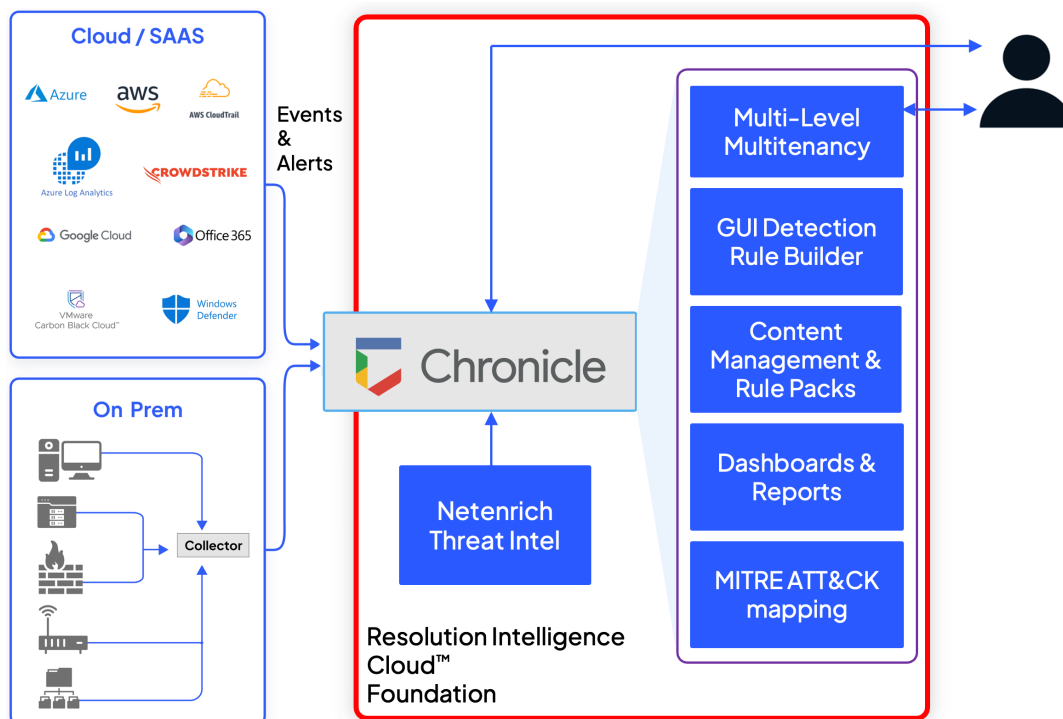 Cloud / SAAS
Azure
aws
AWS CloudTrail
Azure Log Analytics
CROWDSTRIKE
Google Cloud
Office 365
VMware
Carbon Black Cloud™
Windows
Defender
Events
&
Alerts
On Prem
Collector
Chronicle
Netenrich
Threat Intel
Resolution Intelligence
Cloud™
Foundation
Multi-Level
Multitenancy
GUI Detection
Rule Builder
Content
Management &
Rule Packs
Dashboards &
Reports
MITRE ATT&CK
mapping